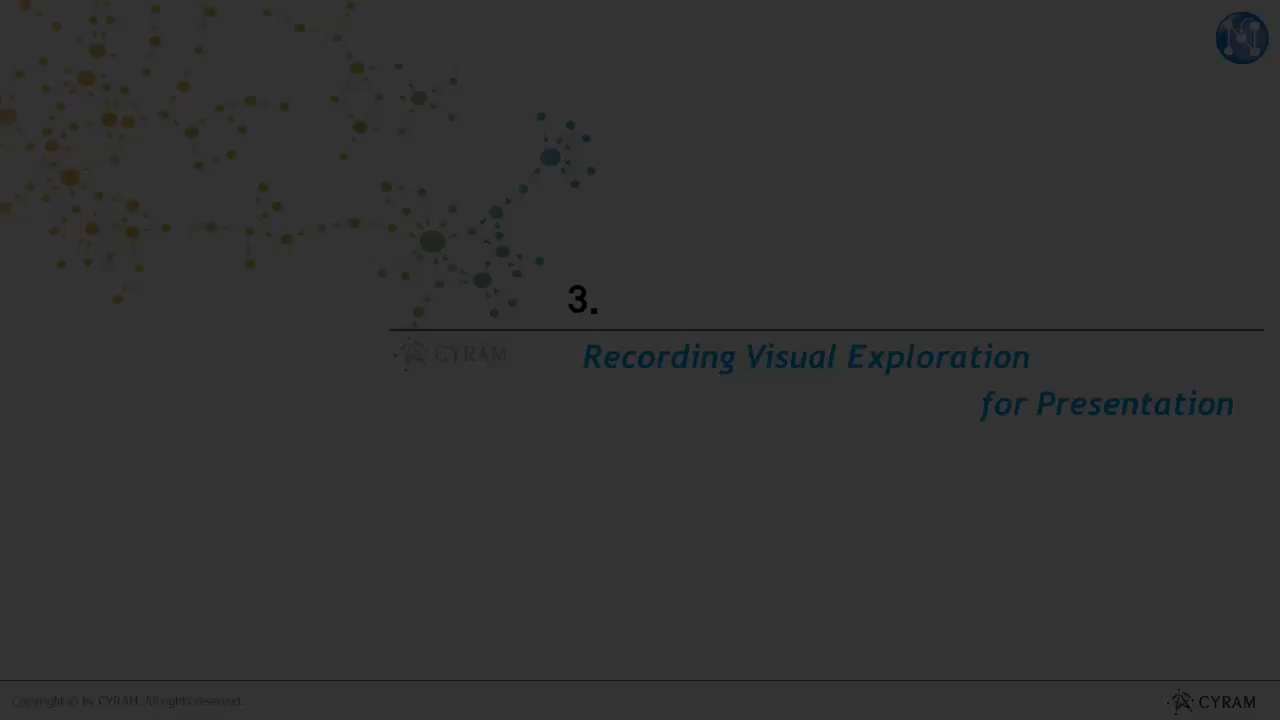 3.
CYRAM
Recording Visual Exploration
for Presentation
Copyright © by CYRAM. All rights reserved.
CYRAM